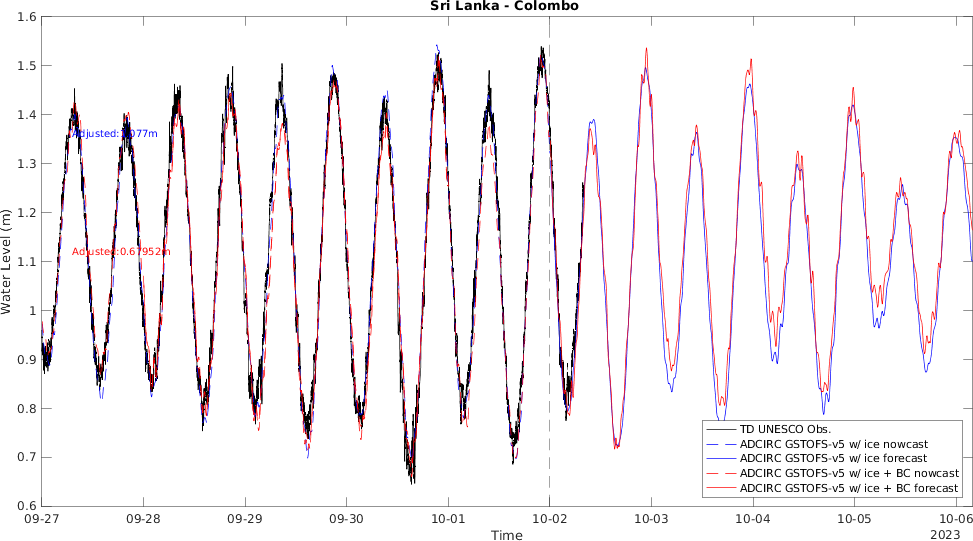 Sri Lanka - Colombo
1.6
1.5
1.4
1.3
1.2
1.1
1
0.9
0.8
0.7
0.6
Water Level (m)
Adjusted:0.67952m
TD UNESCO Obs.
ADCIRC GSTOFS-v5 w/ ice nowcast
ADCIRC GSTOFS-v5 w/ ice forecast
ADCIRC GSTOFS-v5 w/ ice + BC nowcast
ADCIRC GSTOFS-v5 w/ ice + BC forecast
09-27 09-28 09-29 09-30 10-01 10-02 10-03 10-04 10-05 10-06
Time
2023